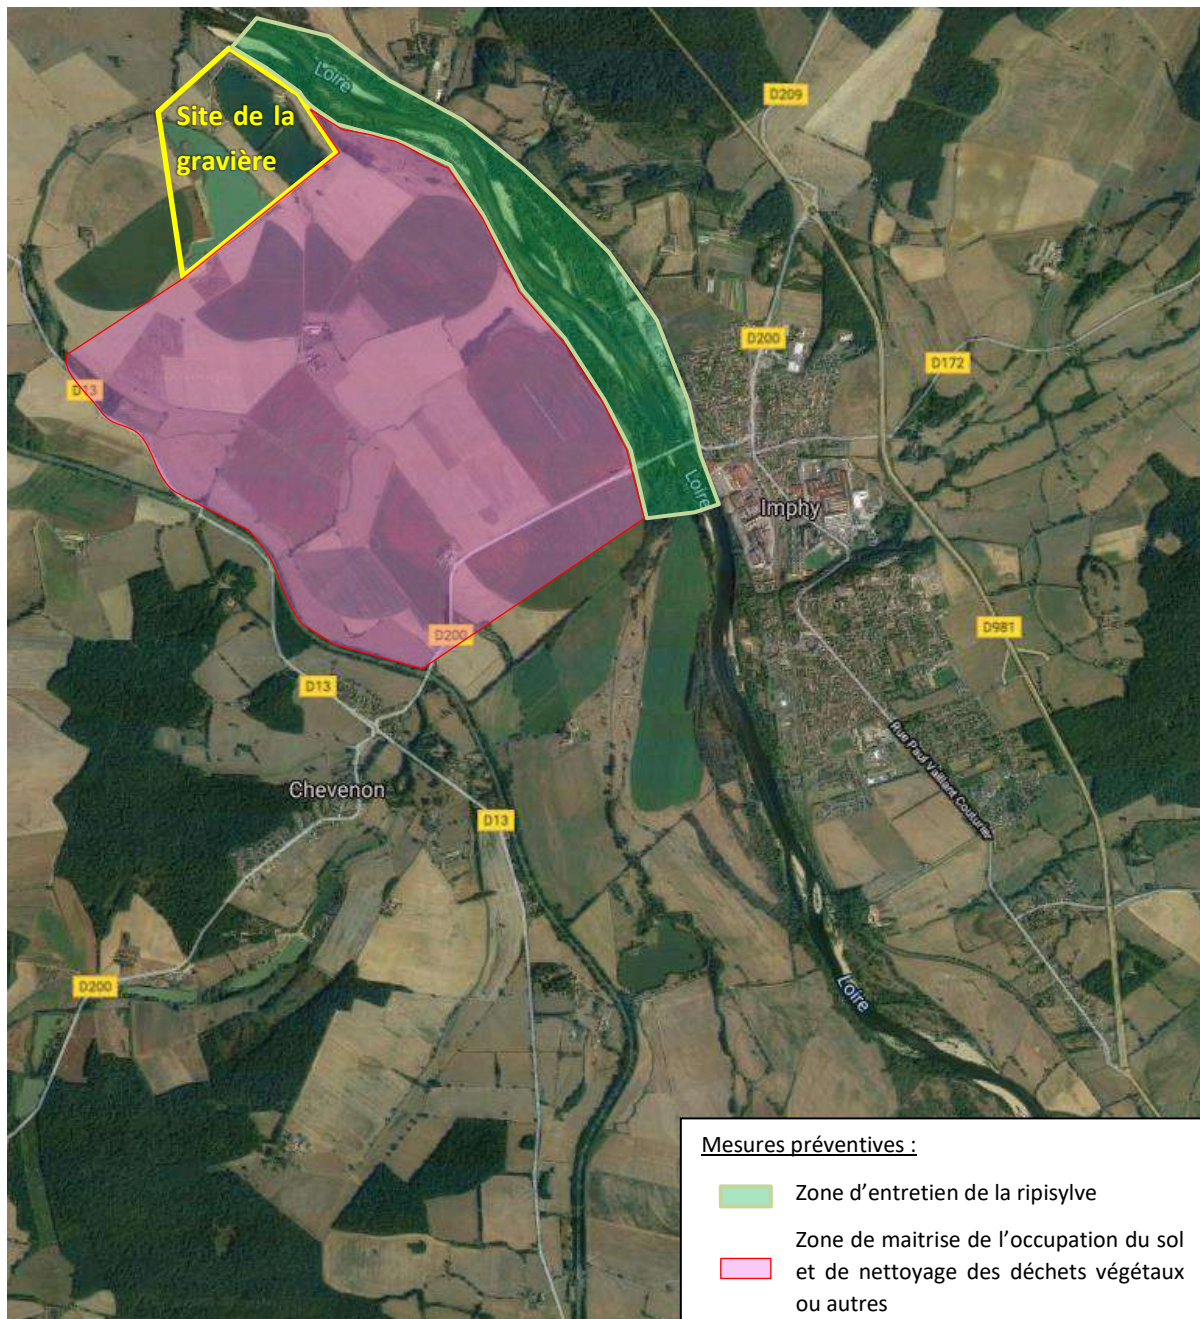 Loire
D209
Site de la
gravière
D200
D172
D13
Loire
Imphy
D200
D981
D13
Rue Paul Vaillant Couturier
Chevenon
D13
D200
Loire
Mesures préventives :
Zone d’entretien de la ripisylve
Zone de maitrise de l’occupation du sol
et de nettoyage des déchets végétaux
ou autres